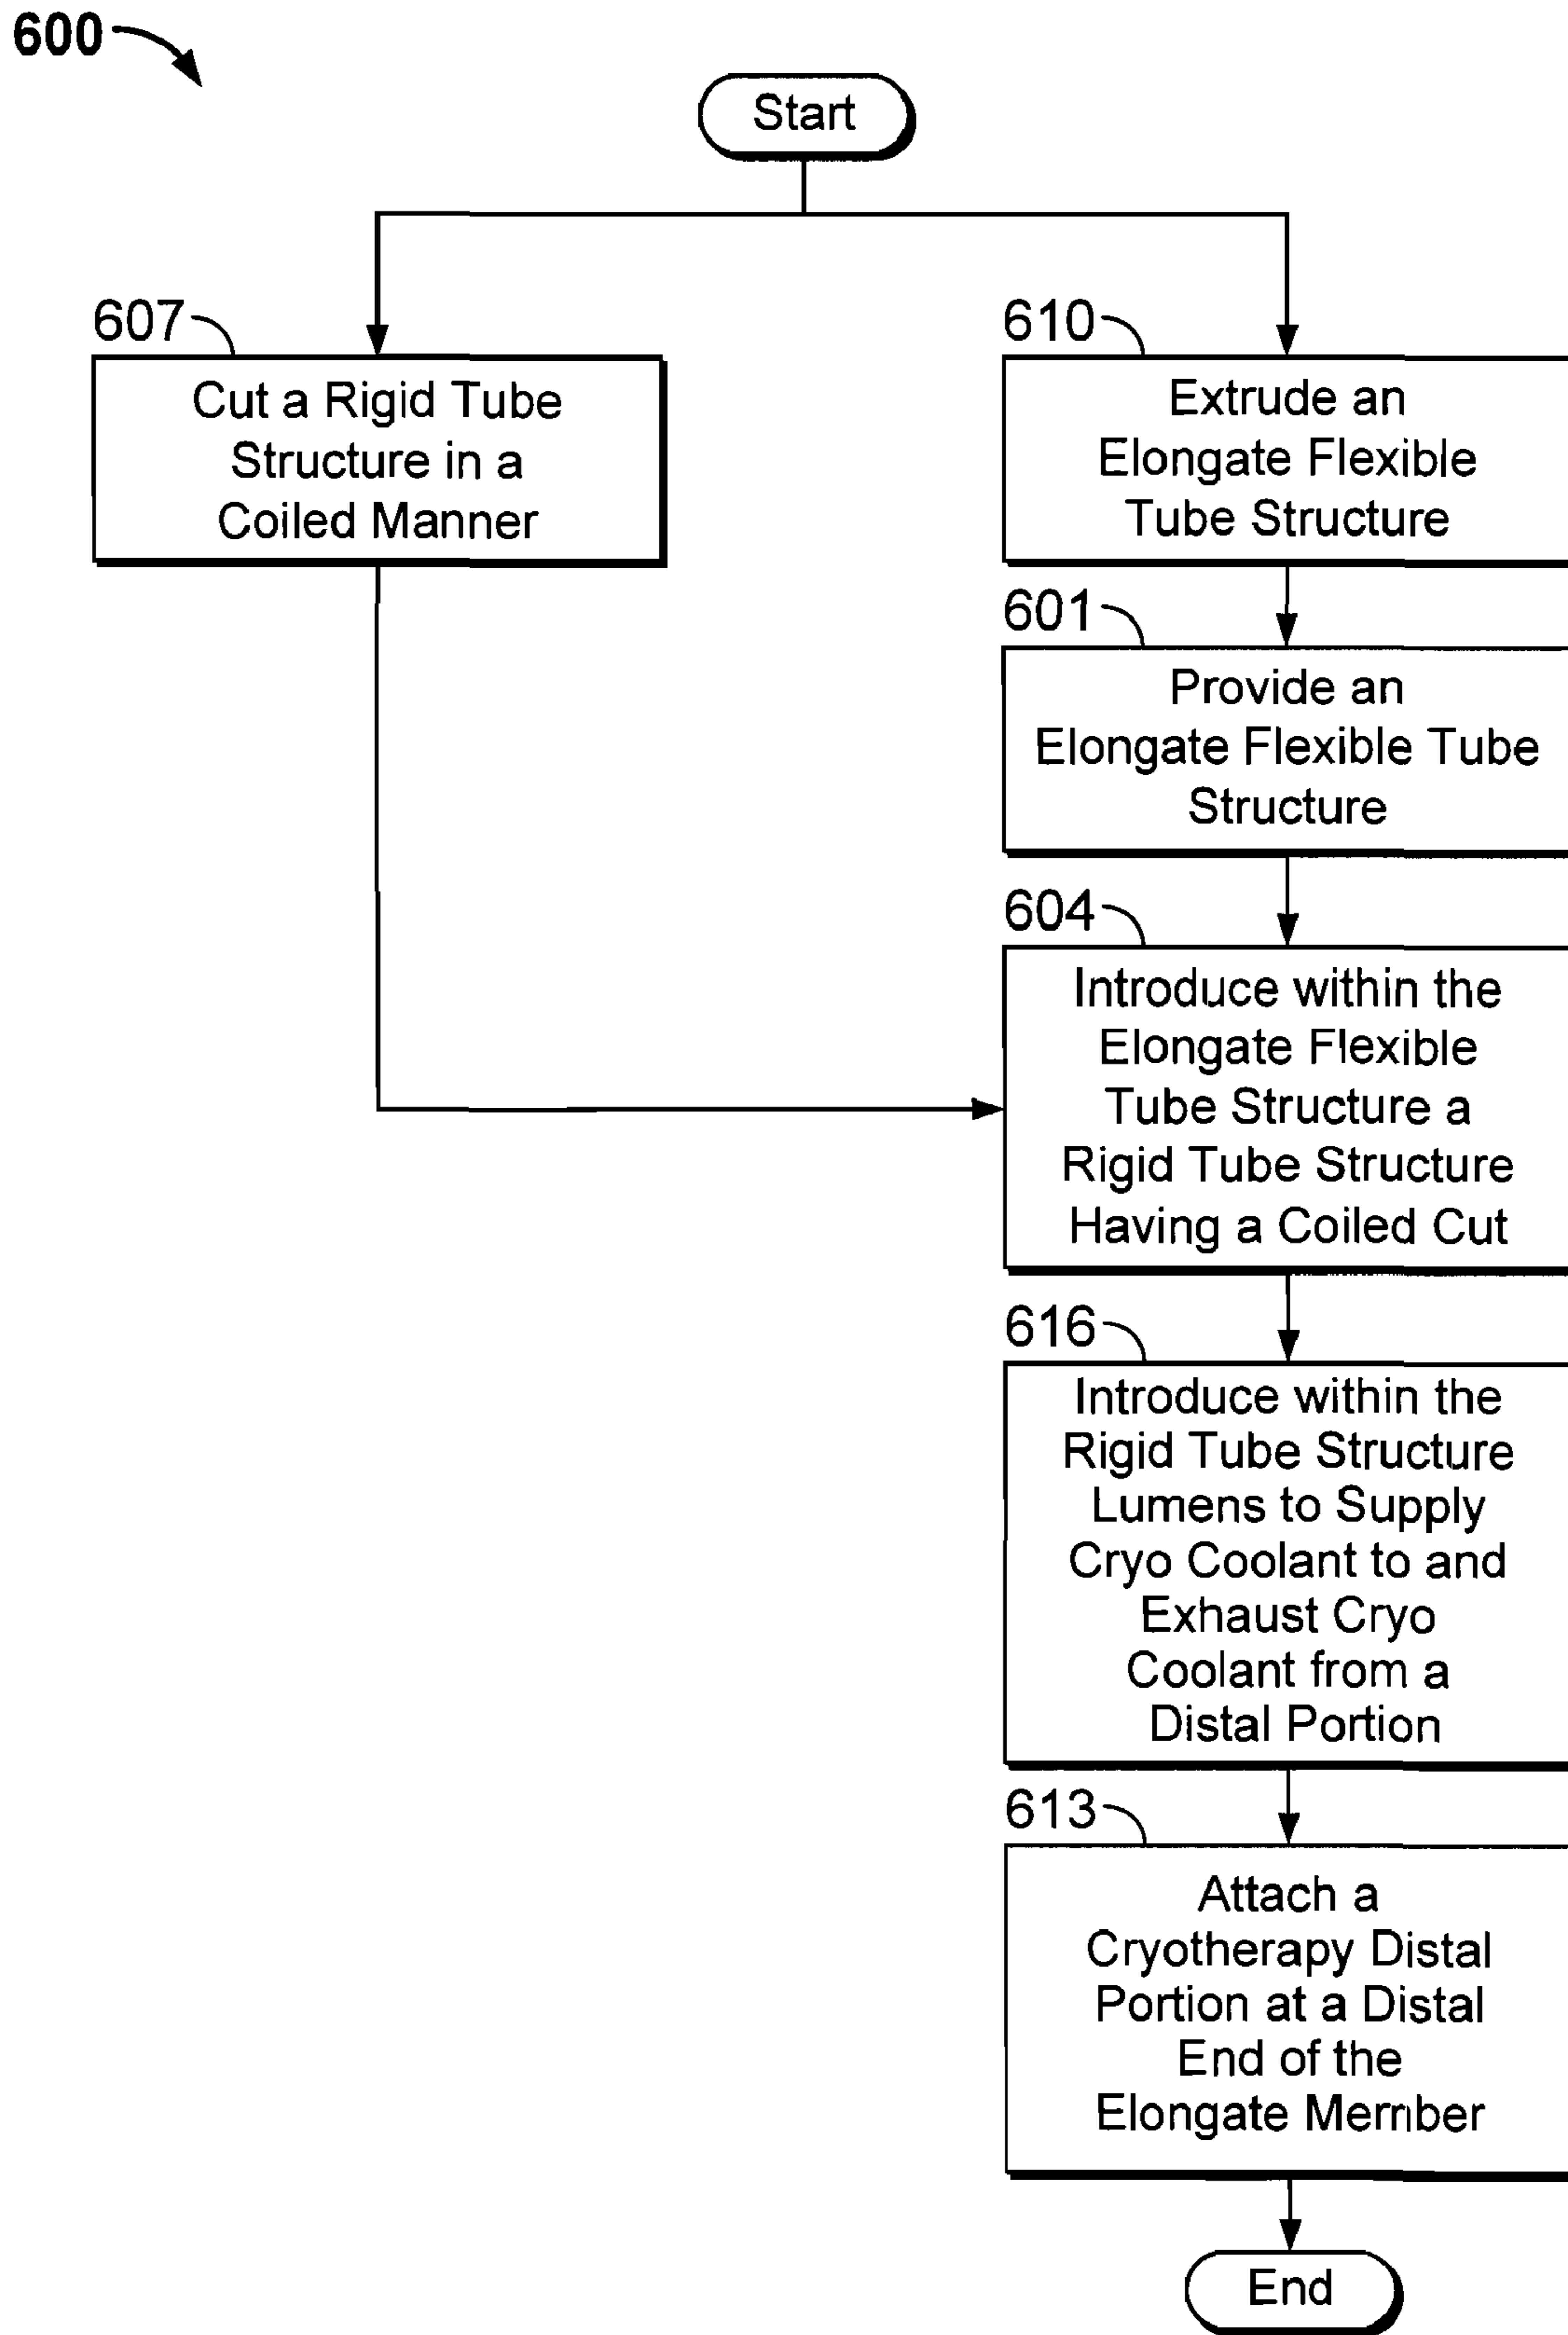 600
Start
607
Cut a Rigid Tube
Structure in a
Coiled Manner
610
Extrude an
Elongate Flexible
Tube Structure
601
Provide an
Elongate Flexible Tube
Structure
604
Introduce within the
Elongate Flexible
Tube Structure a
Rigid Tube Structure
Having a Coiled Cut
616
Introduce within the
Rigid Tube Structure
Lumens to Supply
Cryo Coolant to and
Exhaust Cryo
Coolant from a
Distal Portion
613
Attach a
Cryotherapy Distal
Portion at a Distal
End of the
Elongate Member
End